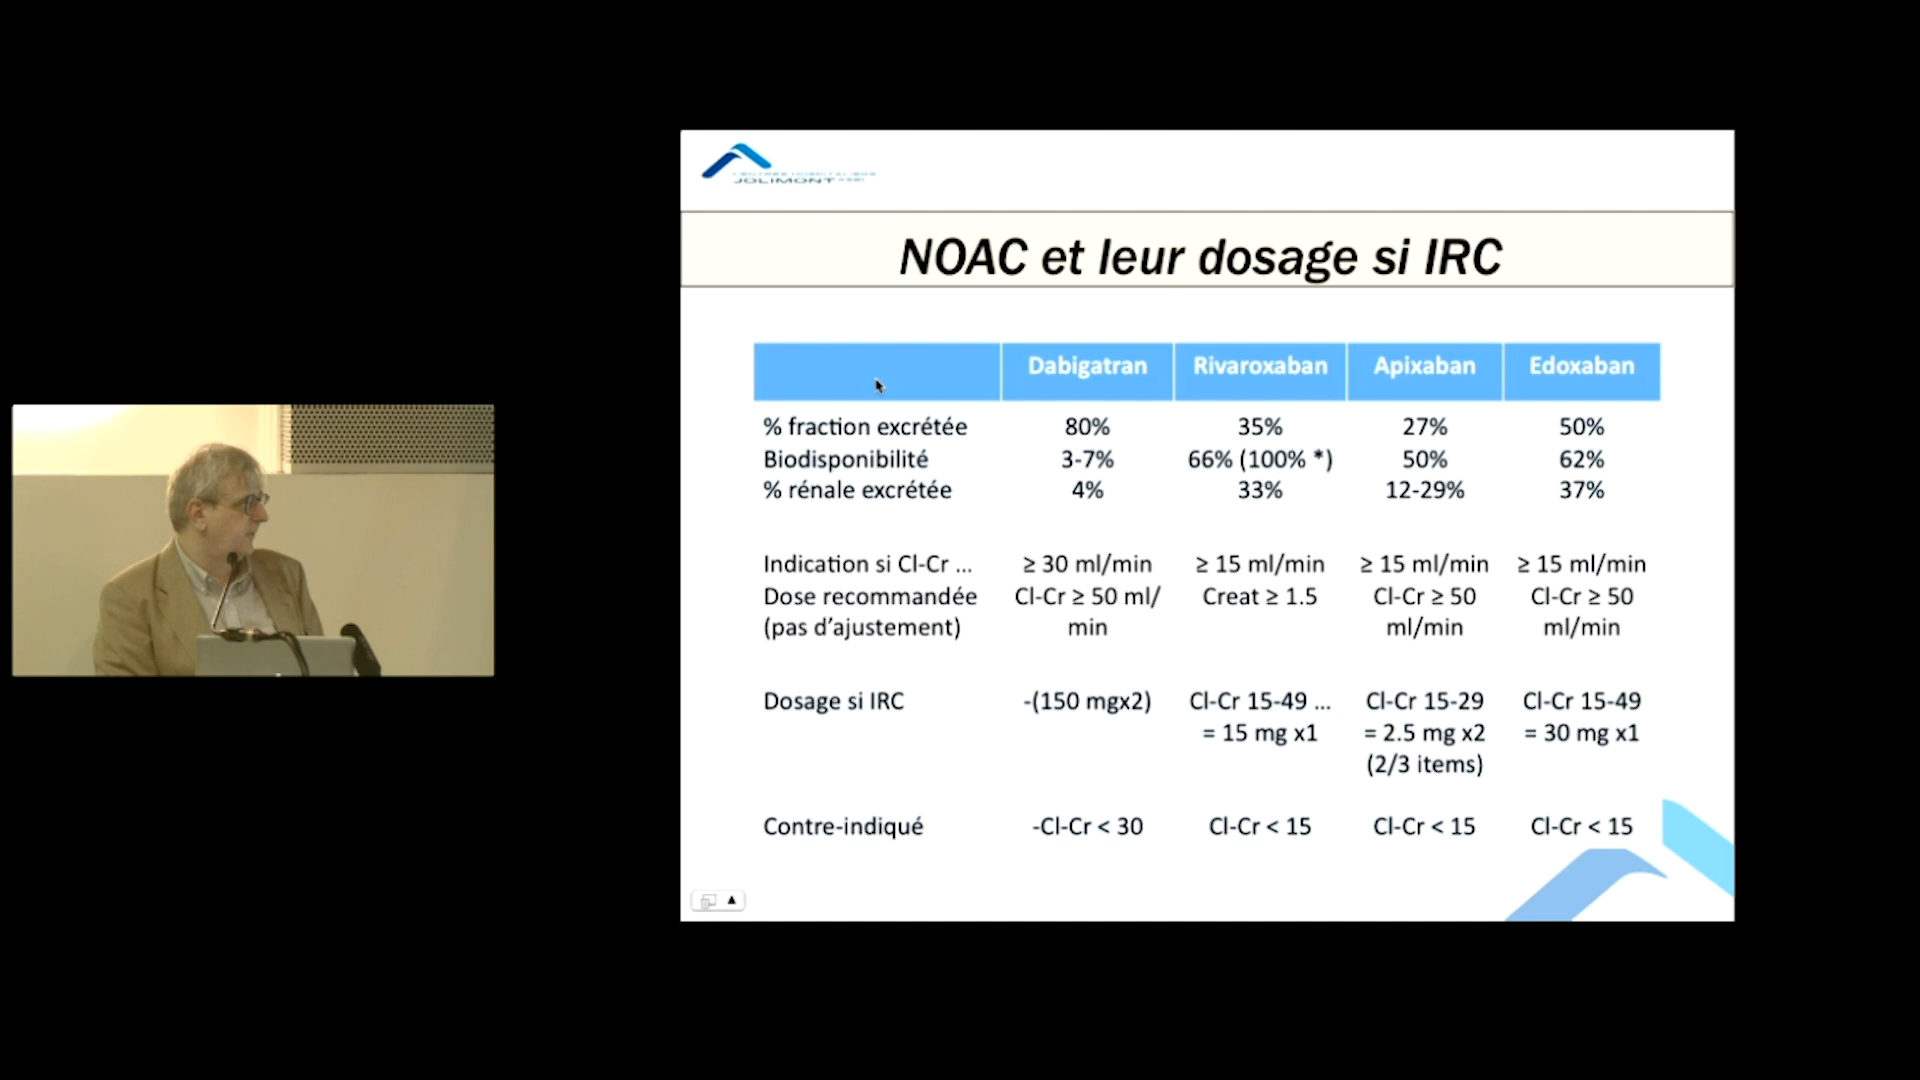 JOLIMONT
NOAC et leur dosage si IRC
Dabigatran Rivaroxaban Apixaban Edoxaban
% fraction excrétée 80% 35% 27% 50%
Biodisponibilité 3-7% 66% (100% *) 50% 62%
% rénale excrétée 4% 33% 12-29% 37%
Indication si Cl-Cr ... ≥ 30 ml/min ≥ 15 ml/min ≥ 15 ml/min ≥ 15 ml/min
Dose recommandée Cl-Cr ≥ 50 ml/ Creat ≥ 1.5 Cl-Cr ≥ 50 Cl-Cr ≥ 50
(pas d'ajustement) min ml/min ml/min
Dosage si IRC -(150 mgx2) Cl-Cr 15-49 ... Cl-Cr 15-29 Cl-Cr 15-49
= 15 mg x1 = 2.5 mg x2 = 30 mg x1
(2/3 items)
Contre-indiqué -Cl-Cr < 30 Cl-Cr < 15 Cl-Cr < 15 Cl-Cr < 15